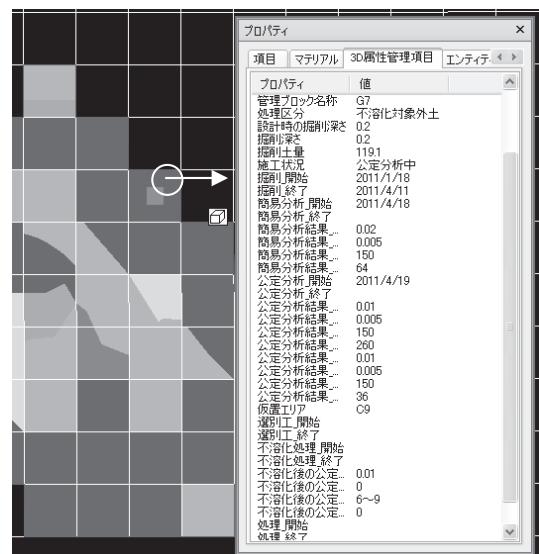 プロパティ ×
項目 マテリアル 3D属性管理項目 エンティテ
プロパティ 値
管理ブロック名称 G7
処理区分 不溶化対象外土
設計時の掘削深さ 0.2
掘削深さ 0.2
掘削土量 119.1
施工状況 公定分析中
掘削_開始 2011/1/18
掘削_終了 2011/4/11
簡易分析_開始 2011/4/18
簡易分析_終了
簡易分析結果_... 0.02
簡易分析結果_... 0.005
簡易分析結果_... 150
簡易分析結果_... 64
公定分析_開始 2011/4/19
公定分析_終了
公定分析結果_... 0.01
公定分析結果_... 0.005
公定分析結果_... 150
公定分析結果_... 260
公定分析結果_... 0.01
公定分析結果_... 0.005
公定分析結果_... 150
公定分析結果_... 36
仮置エリア C9
選別工_開始
選別工_終了
不溶化処理_開始
不溶化処理_終了
不溶化後の公定... 0.01
不溶化後の公定... 0
不溶化後の公定... 6～9
不溶化後の公定... 0
処理_開始
処理_終了